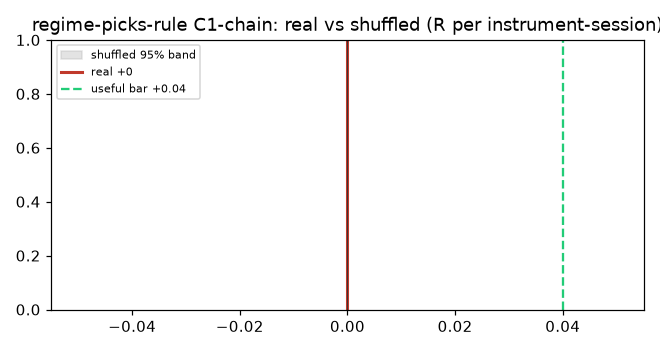 regime-picks-rule C1-chain: real vs shuffled (R per instrument-session)
shuffled 95% band
real +0
useful bar +0.04
1.0
0.8
0.6
0.4
0.2
0.0
−0.04 −0.02 0.00 0.02 0.04